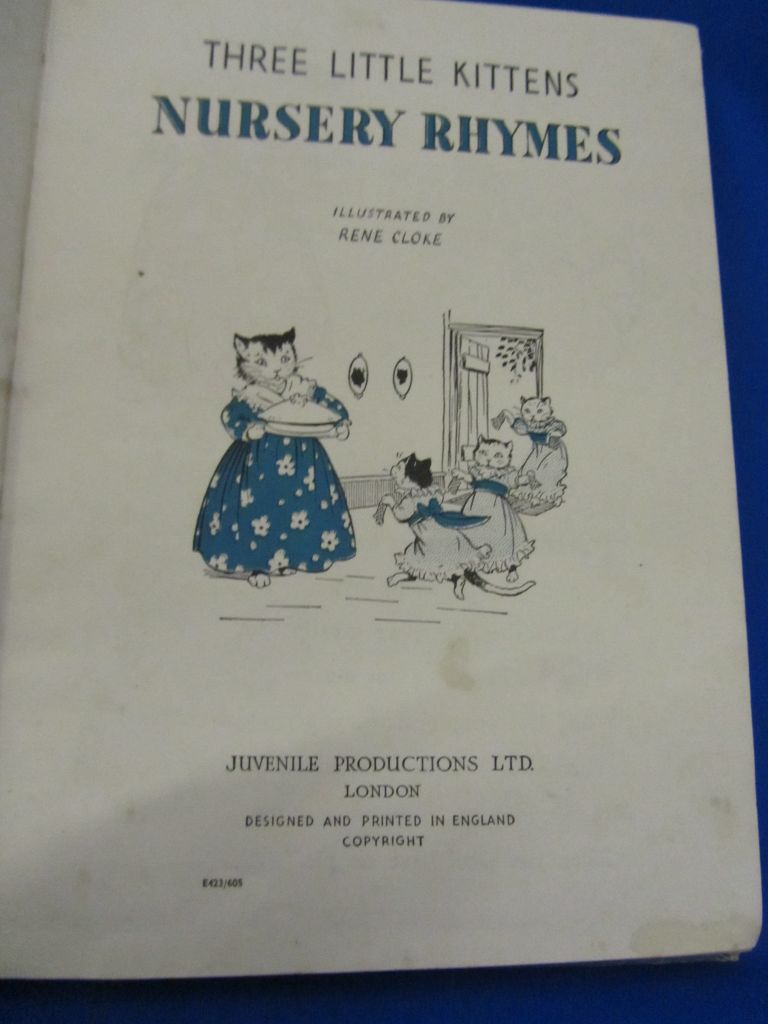 THREE LITTLE KITTENS
NURSERY RHYMES
ILLUSTRATED BY
RENE CLOKE
JUVENILE PRODUCTIONS LTD.
LONDON
DESIGNED AND PRINTED IN ENGLAND
COPYRIGHT
E423/605